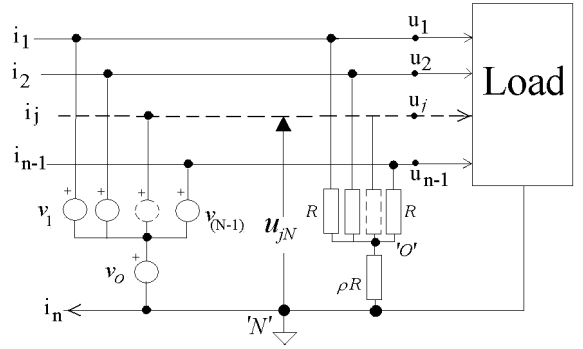 i1
u1
i2
u2
Load
ij
uj
in-1
un-1
v1
v(N-1)
ujN
R
R
'O'
vO
ρR
in
'N'